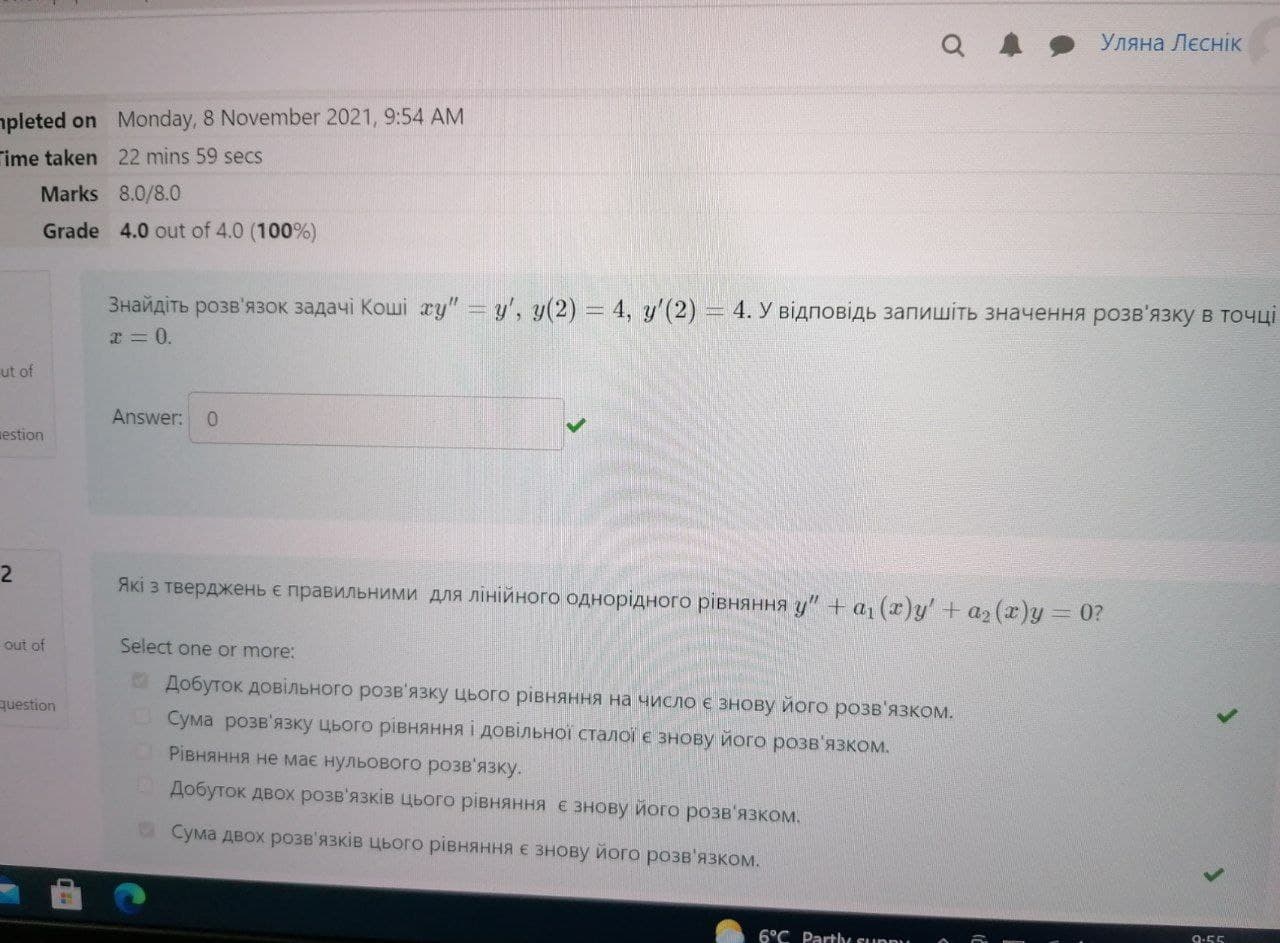 Уляна Лєснік
mpleted on Monday, 8 November 2021, 9:54 AM
Time taken 22 mins 59 secs
Marks 8.0/8.0
Grade 4.0 out of 4.0 (100%)
Знайдіть розв'язок задачі Коші xy″ = y′, y(2) = 4, y′(2) = 4. У відповідь запишіть значення розв'язку в точці
x = 0.
ut of
Answer: 0
estion
2
Які з тверджень є правильними для лінійного однорідного рівняння y″ + a₁(x)y′ + a₂(x)y = 0?
out of
Select one or more:
question
Добуток довільного розв'язку цього рівняння на число є знову його розв'язком.
Сума розв'язку цього рівняння і довільної сталої є знову його розв'язком.
Рівняння не має нульового розв'язку.
Добуток двох розв'язків цього рівняння є знову його розв'язком.
Сума двох розв'язків цього рівняння є знову його розв'язком.
6°C Partly sunny
9:55